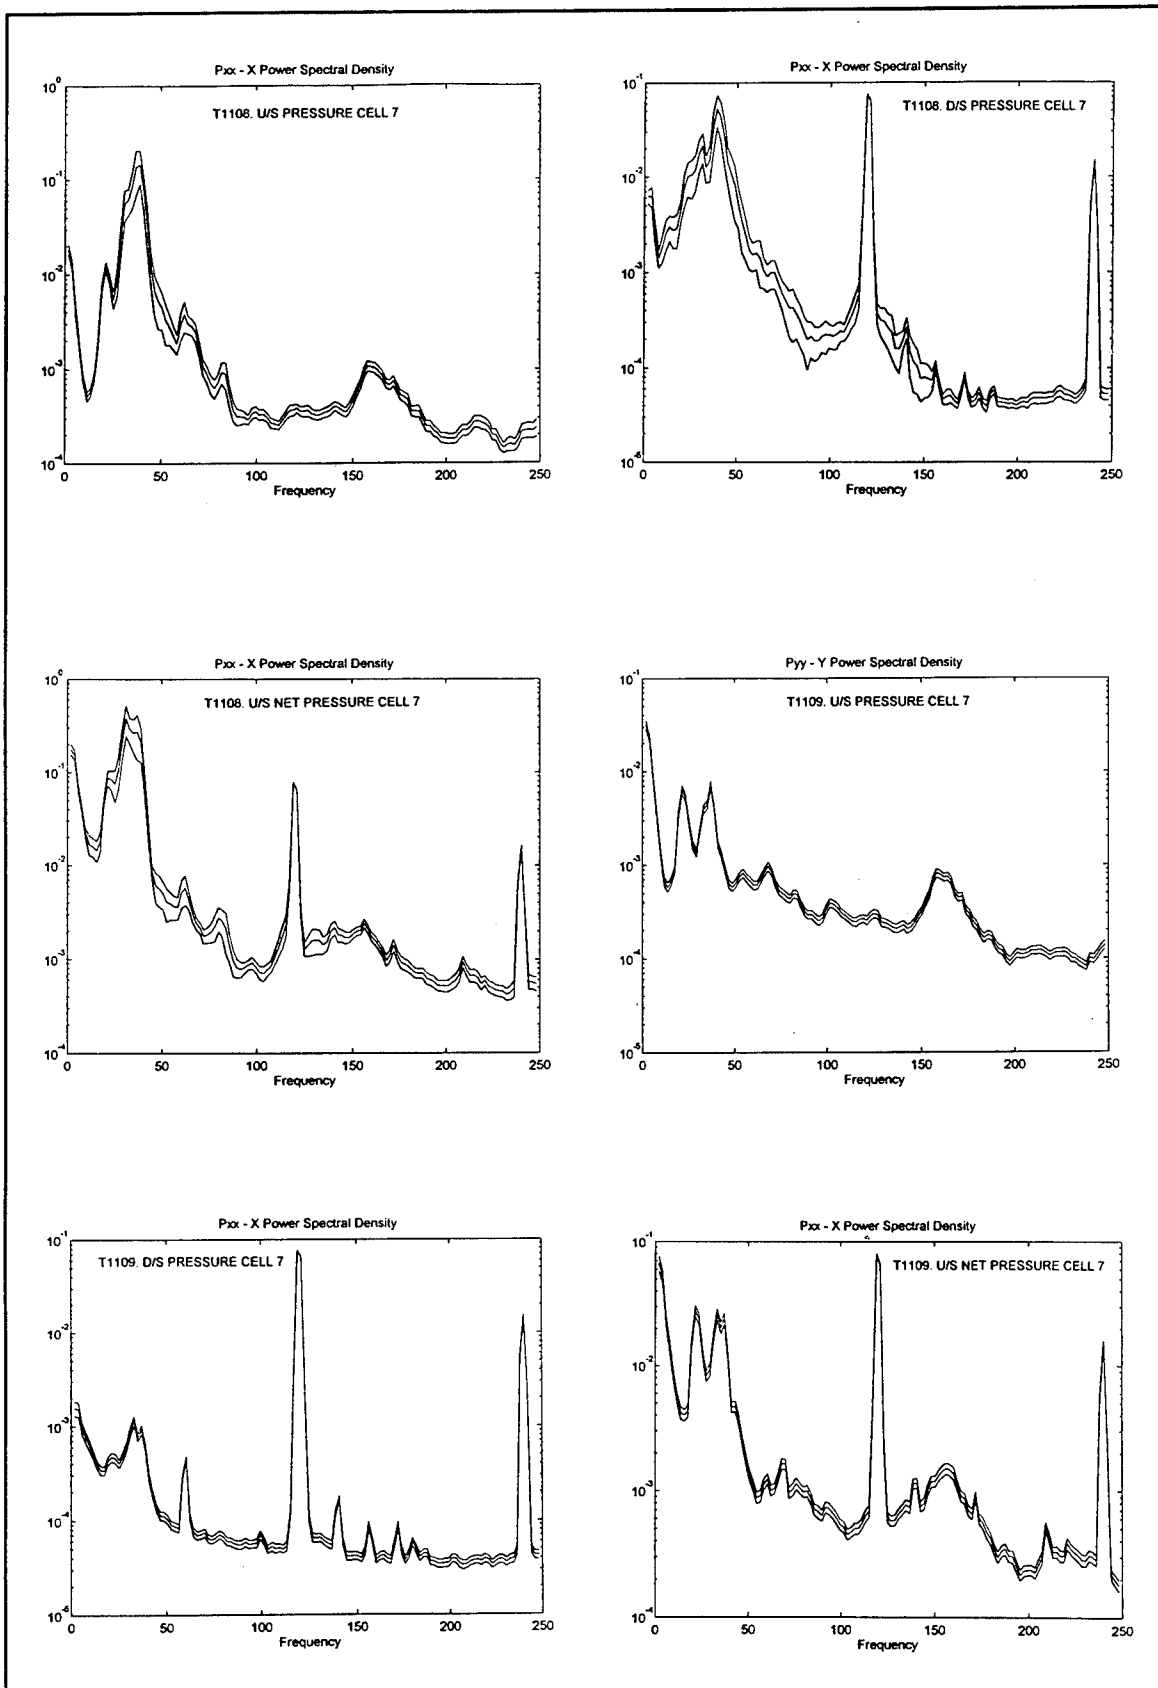 Pxx - X Power Spectral Density
T1108. U/S PRESSURE CELL 7
10^0
10^-1
10^-2
10^-3
10^-4
0 50 100 150 200 250
Frequency
Pxx - X Power Spectral Density
T1108. D/S PRESSURE CELL 7
10^-1
10^-2
10^-3
10^-4
0 50 100 150 200 250
Frequency
Pxx - X Power Spectral Density
T1108. U/S NET PRESSURE CELL 7
10^0
10^-1
10^-2
10^-3
10^-4
0 50 100 150 200 250
Frequency
Pyy - Y Power Spectral Density
T1109. U/S PRESSURE CELL 7
10^-1
10^-2
10^-3
10^-4
10^-5
0 50 100 150 200 250
Frequency
Pxx - X Power Spectral Density
T1109. D/S PRESSURE CELL 7
10^-1
10^-2
10^-3
10^-4
10^-5
0 50 100 150 200 250
Frequency
Pxx - X Power Spectral Density
T1109. U/S NET PRESSURE CELL 7
10^-1
10^-2
10^-3
10^-4
0 50 100 150 200 250
Frequency